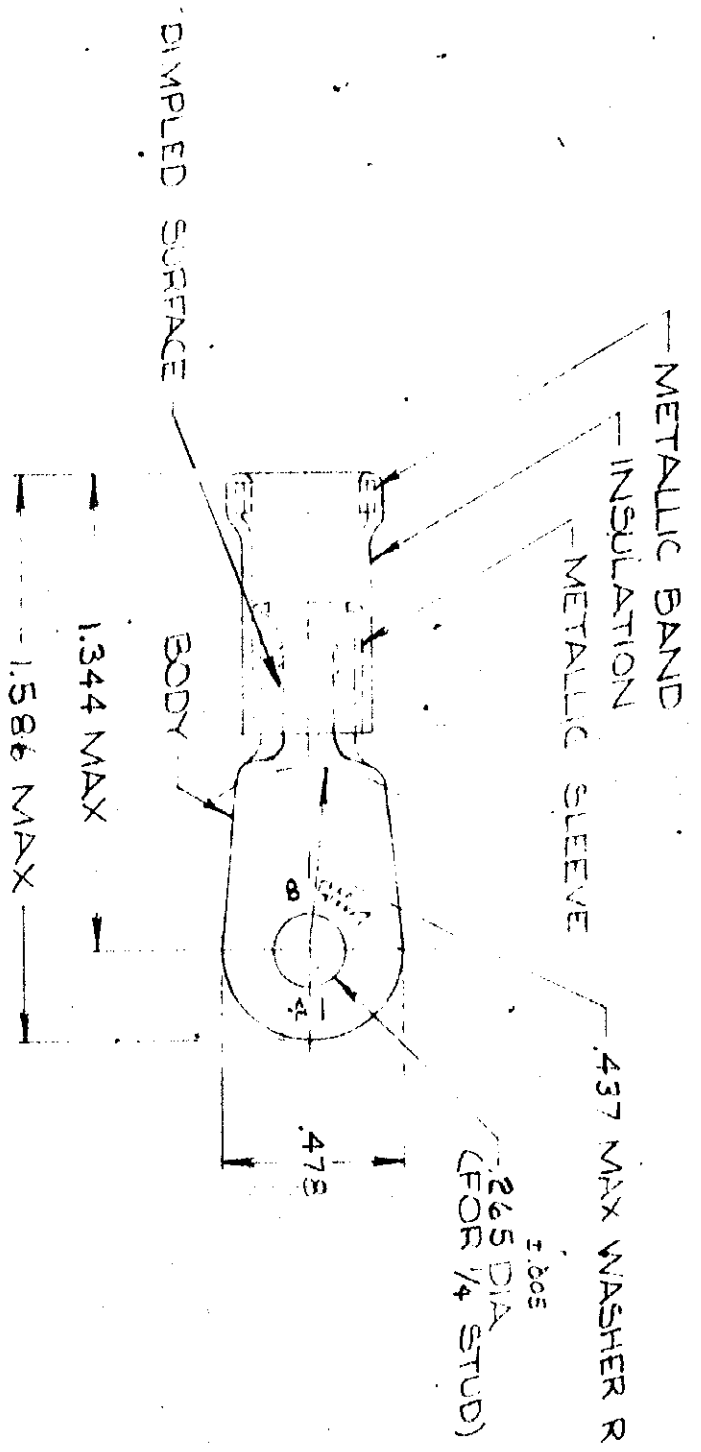 METALLIC BAND
INSULATION
METALLIC SLEEVE
.437 MAX WASHER R
±.005
.265 DIA
(FOR 1/4 STUD)
DIMPLED SURFACE
BODY
8
.478
1.344 MAX
1.586 MAX